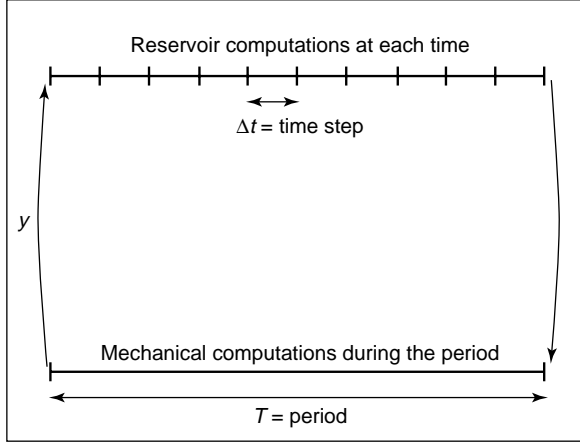 Reservoir computations at each time
Δt = time step
y
Mechanical computations during the period
T = period